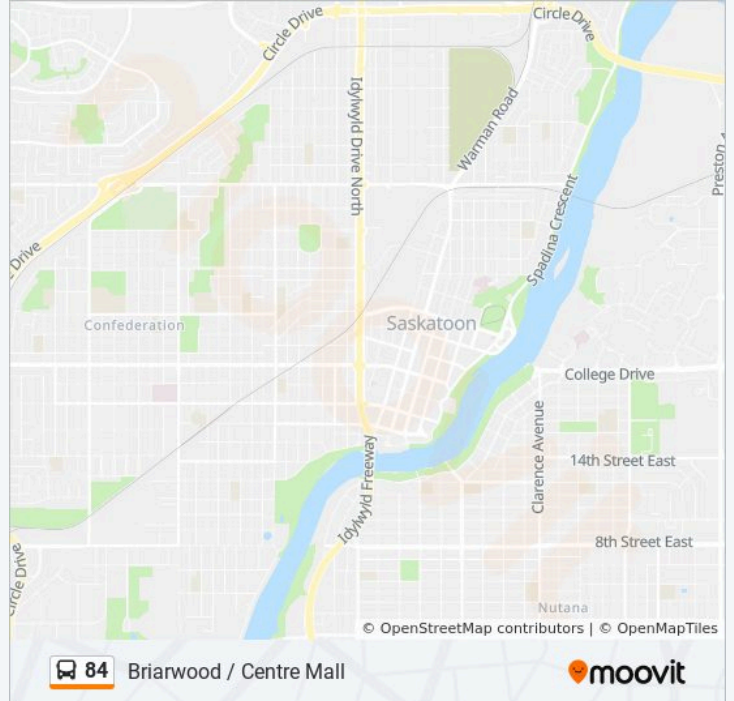 Circle Drive
Circle Drive
Idylwyld Drive North
Warman Road
Preston
Spadina Crescent
Drive
Confederation
Saskatoon
College Drive
Clarence Avenue
14th Street East
Idylwyld Freeway
8th Street East
Circle Drive
Nutana
© OpenStreetMap contributors | © OpenMapTiles
84 Briarwood / Centre Mall
moovit